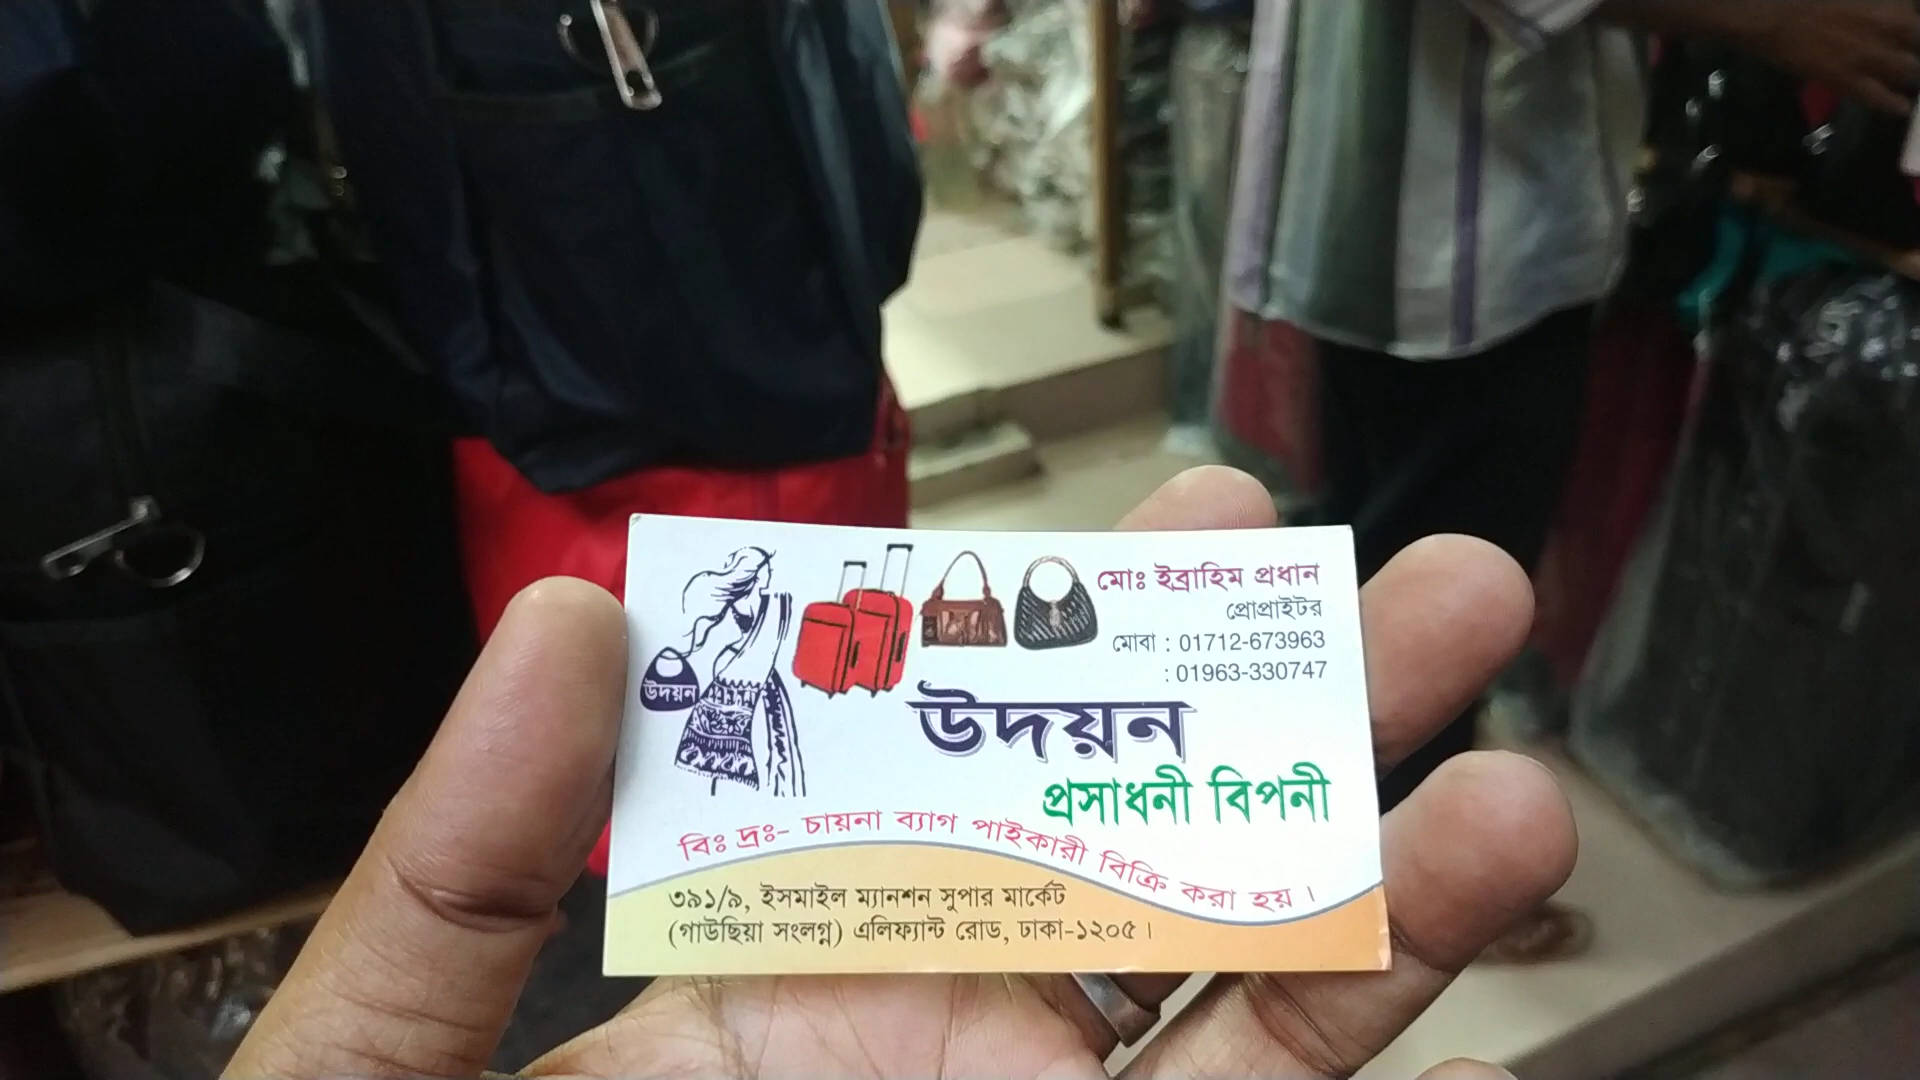 মোঃ ইব্রাহিম প্রধান
প্রোপ্রাইটর
মোবা : 01712-673963
: 01963-330747
উদয়ন
উদয়ন
প্রসাধনী বিপনী
বিঃ দ্রঃ- চায়না ব্যাগ পাইকারী বিক্রি করা হয়।
৩৯১/৯, ইসমাইল ম্যানশন সুপার মার্কেট
(গাউছিয়া সংলগ্ন) এলিফ্যান্ট রোড, ঢাকা-১২০৫।